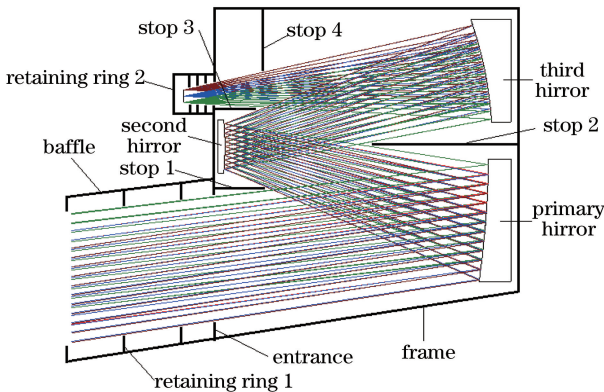 stop 3
stop 4
retaining ring 2
third
hirror
second
hirror
stop 2
baffle
stop 1
primary
mirror
entrance
frame
retaining ring 1